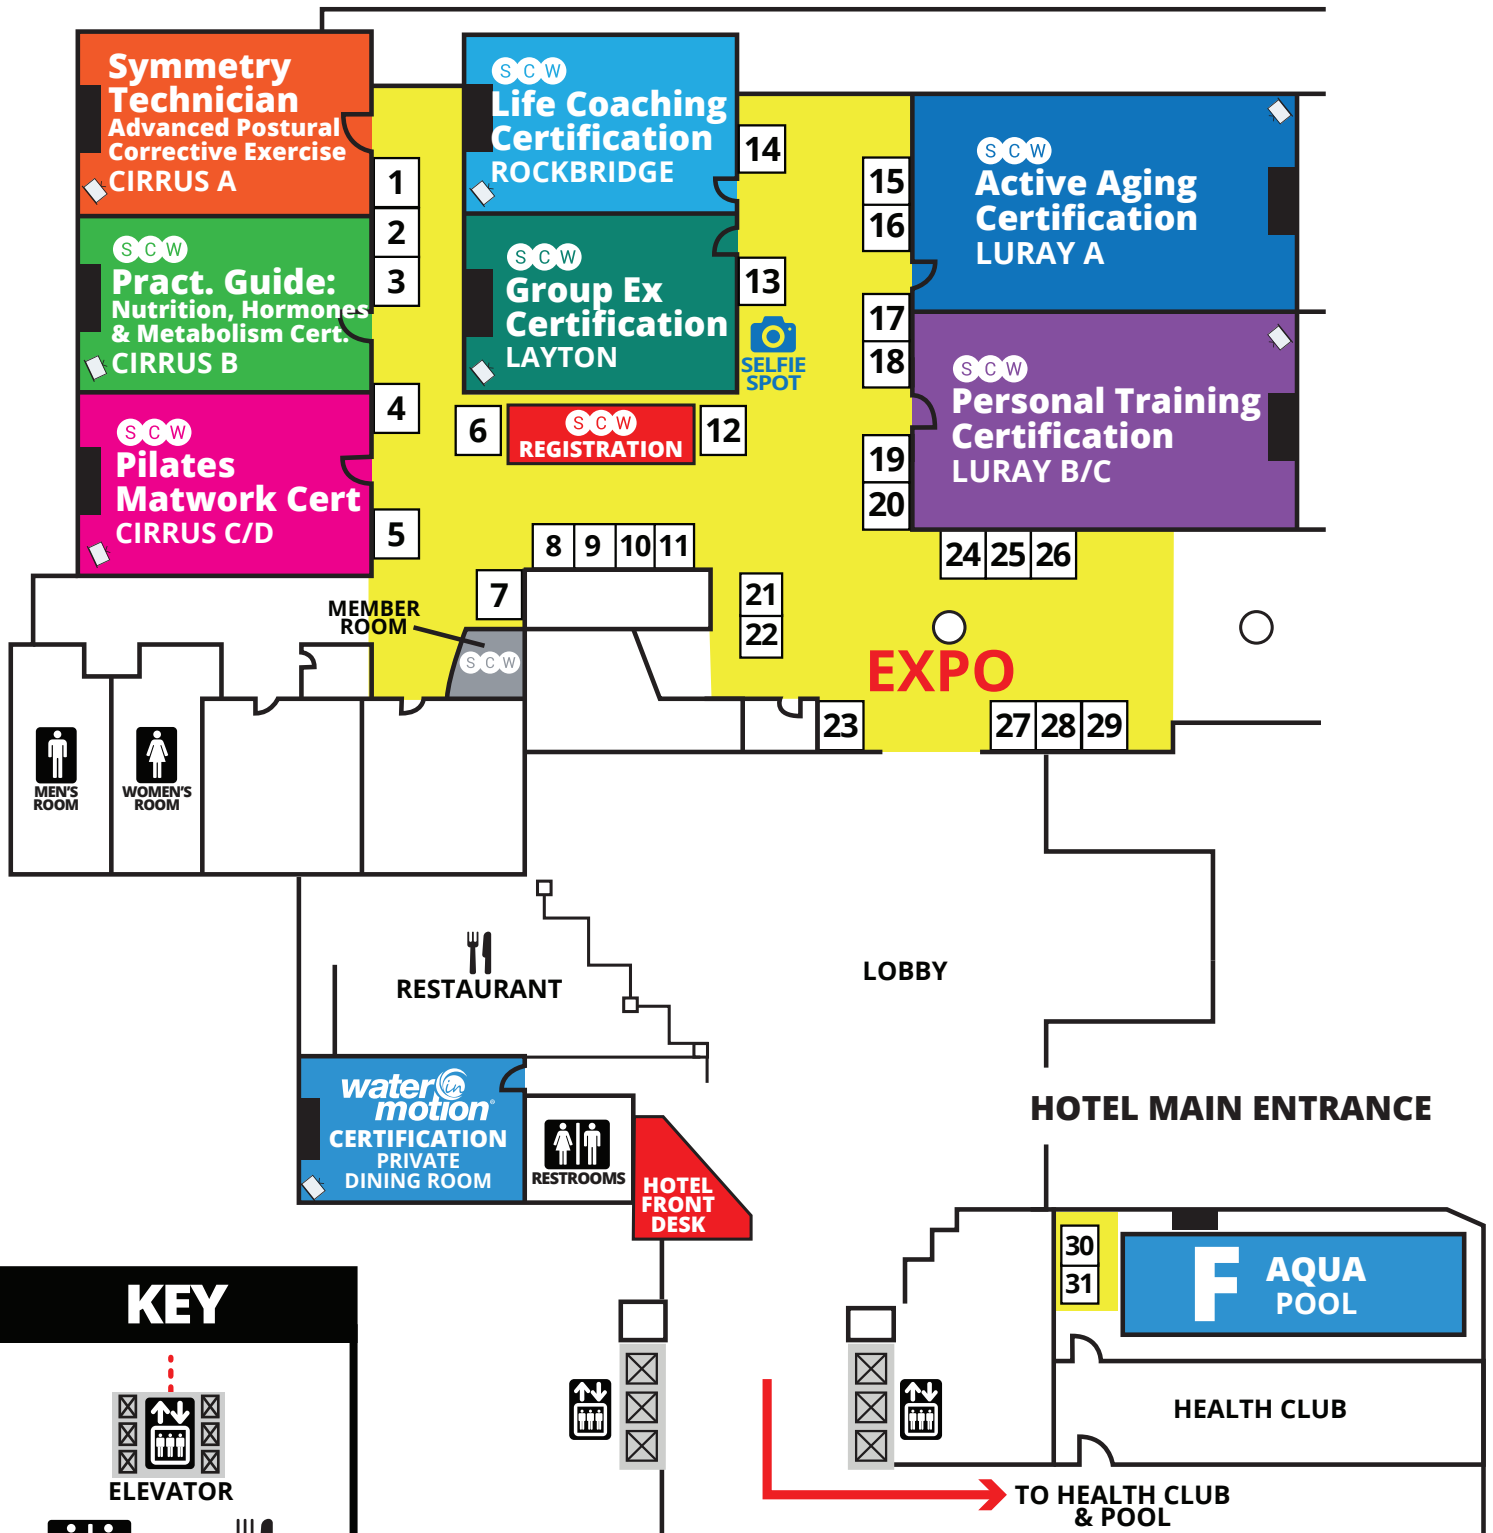 Symmetry
Technician
Advanced Postural
Corrective Exercise
CIRRUS A
SCW
Pract. Guide:
Nutrition, Hormones
& Metabolism Cert.
CIRRUS B
SCW
Pilates
Matwork Cert
CIRRUS C/D
1
2
3
4
5
SCW
Life Coaching
Certification
ROCKBRIDGE
SCW
Group Ex
Certification
LAYTON
14
13
SELFIE
SPOT
6
SCW
REGISTRATION
12
15
16
17
18
19
20
SCW
Active Aging
Certification
LURAY A
SCW
Personal Training
Certification
LURAY B/C
8
9
10
11
7
MEMBER
ROOM
SCW
21
22
24
25
26
EXPO
23
27
28
29
MEN'S
ROOM
WOMEN'S
ROOM
RESTAURANT
LOBBY
water in
motion®
CERTIFICATION
PRIVATE
DINING ROOM
RESTROOMS
HOTEL
FRONT
DESK
HOTEL MAIN ENTRANCE
30
31
F
AQUA
POOL
HEALTH CLUB
TO HEALTH CLUB
& POOL
KEY
ELEVATOR